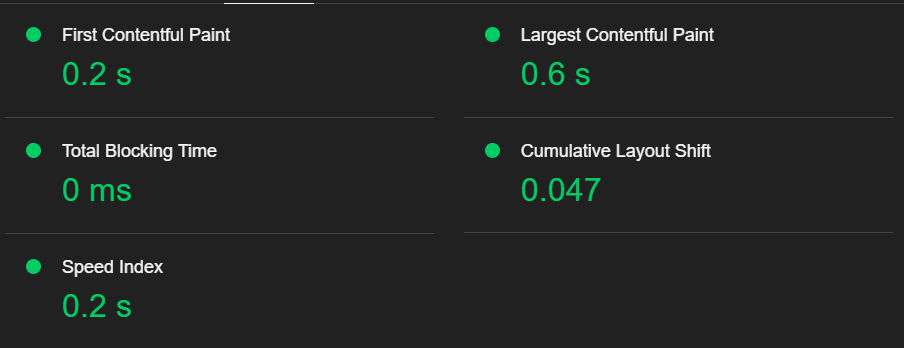 First Contentful Paint
0.2 s
Largest Contentful Paint
0.6 s
Total Blocking Time
0 ms
Cumulative Layout Shift
0.047
Speed Index
0.2 s